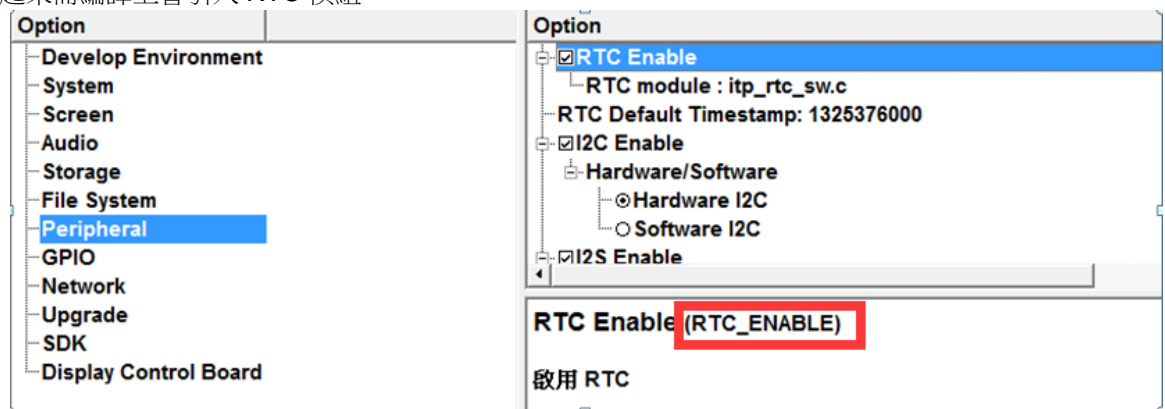 Option
Develop Environment
System
Screen
Audio
Storage
File System
Peripheral
GPIO
Network
Upgrade
SDK
Display Control Board
Option
RTC Enable
RTC module : itp_rtc_sw.c
RTC Default Timestamp: 1325376000
I2C Enable
Hardware/Software
Hardware I2C
Software I2C
I2S Enable
RTC Enable (RTC_ENABLE)
啟用 RTC